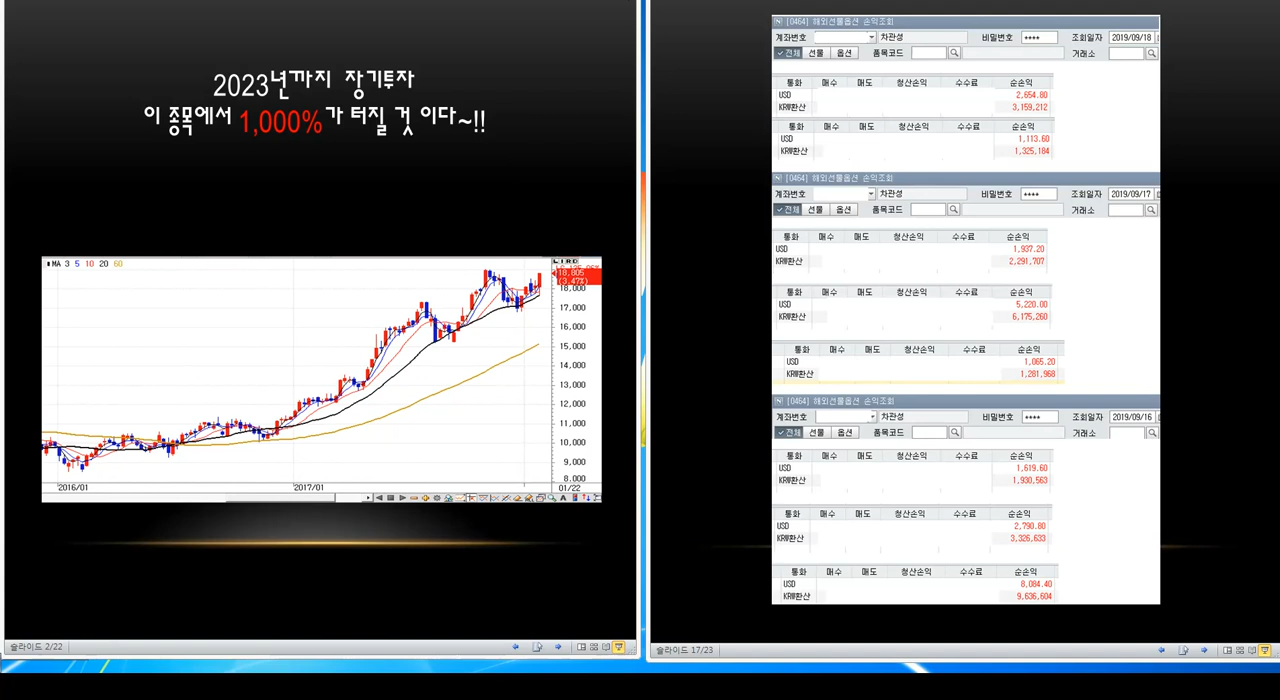 2023년까지 장기투자
이 종목에서 1,000% 가 터질 것 이다~!!
MA 3 5 10 20 60
18,805
(3.47%)
18,000
17,000
16,000
15,000
14,000
13,000
12,000
11,000
10,000
9,000
8,000
2016/01 2017/01 01/22
슬라이드 2/22
[0464] 해외선물옵션 손익조회
계좌번호 차관성 비밀번호 **** 조회일자 2019/09/18
전체 선물 옵션 품목코드 거래소
통화 매수 매도 청산손익 수수료 순손익
USD 2,654.80
KRW환산 3,159,212
통화 매수 매도 청산손익 수수료 순손익
USD 1,113.60
KRW환산 1,325,184
[0464] 해외선물옵션 손익조회
계좌번호 차관성 비밀번호 **** 조회일자 2019/09/17
전체 선물 옵션 품목코드 거래소
통화 매수 매도 청산손익 수수료 순손익
USD 1,937.20
KRW환산 2,291,707
통화 매수 매도 청산손익 수수료 순손익
USD 5,220.00
KRW환산 6,175,260
통화 매수 매도 청산손익 수수료 순손익
USD 1,065.20
KRW환산 1,281,968
[0464] 해외선물옵션 손익조회
계좌번호 차관성 비밀번호 **** 조회일자 2019/09/16
전체 선물 옵션 품목코드 거래소
통화 매수 매도 청산손익 수수료 순손익
USD 1,619.60
KRW환산 1,930,563
통화 매수 매도 청산손익 수수료 순손익
USD 2,790.80
KRW환산 3,326,633
통화 매수 매도 청산손익 수수료 순손익
USD 8,084.40
KRW환산 9,636,604
슬라이드 17/23